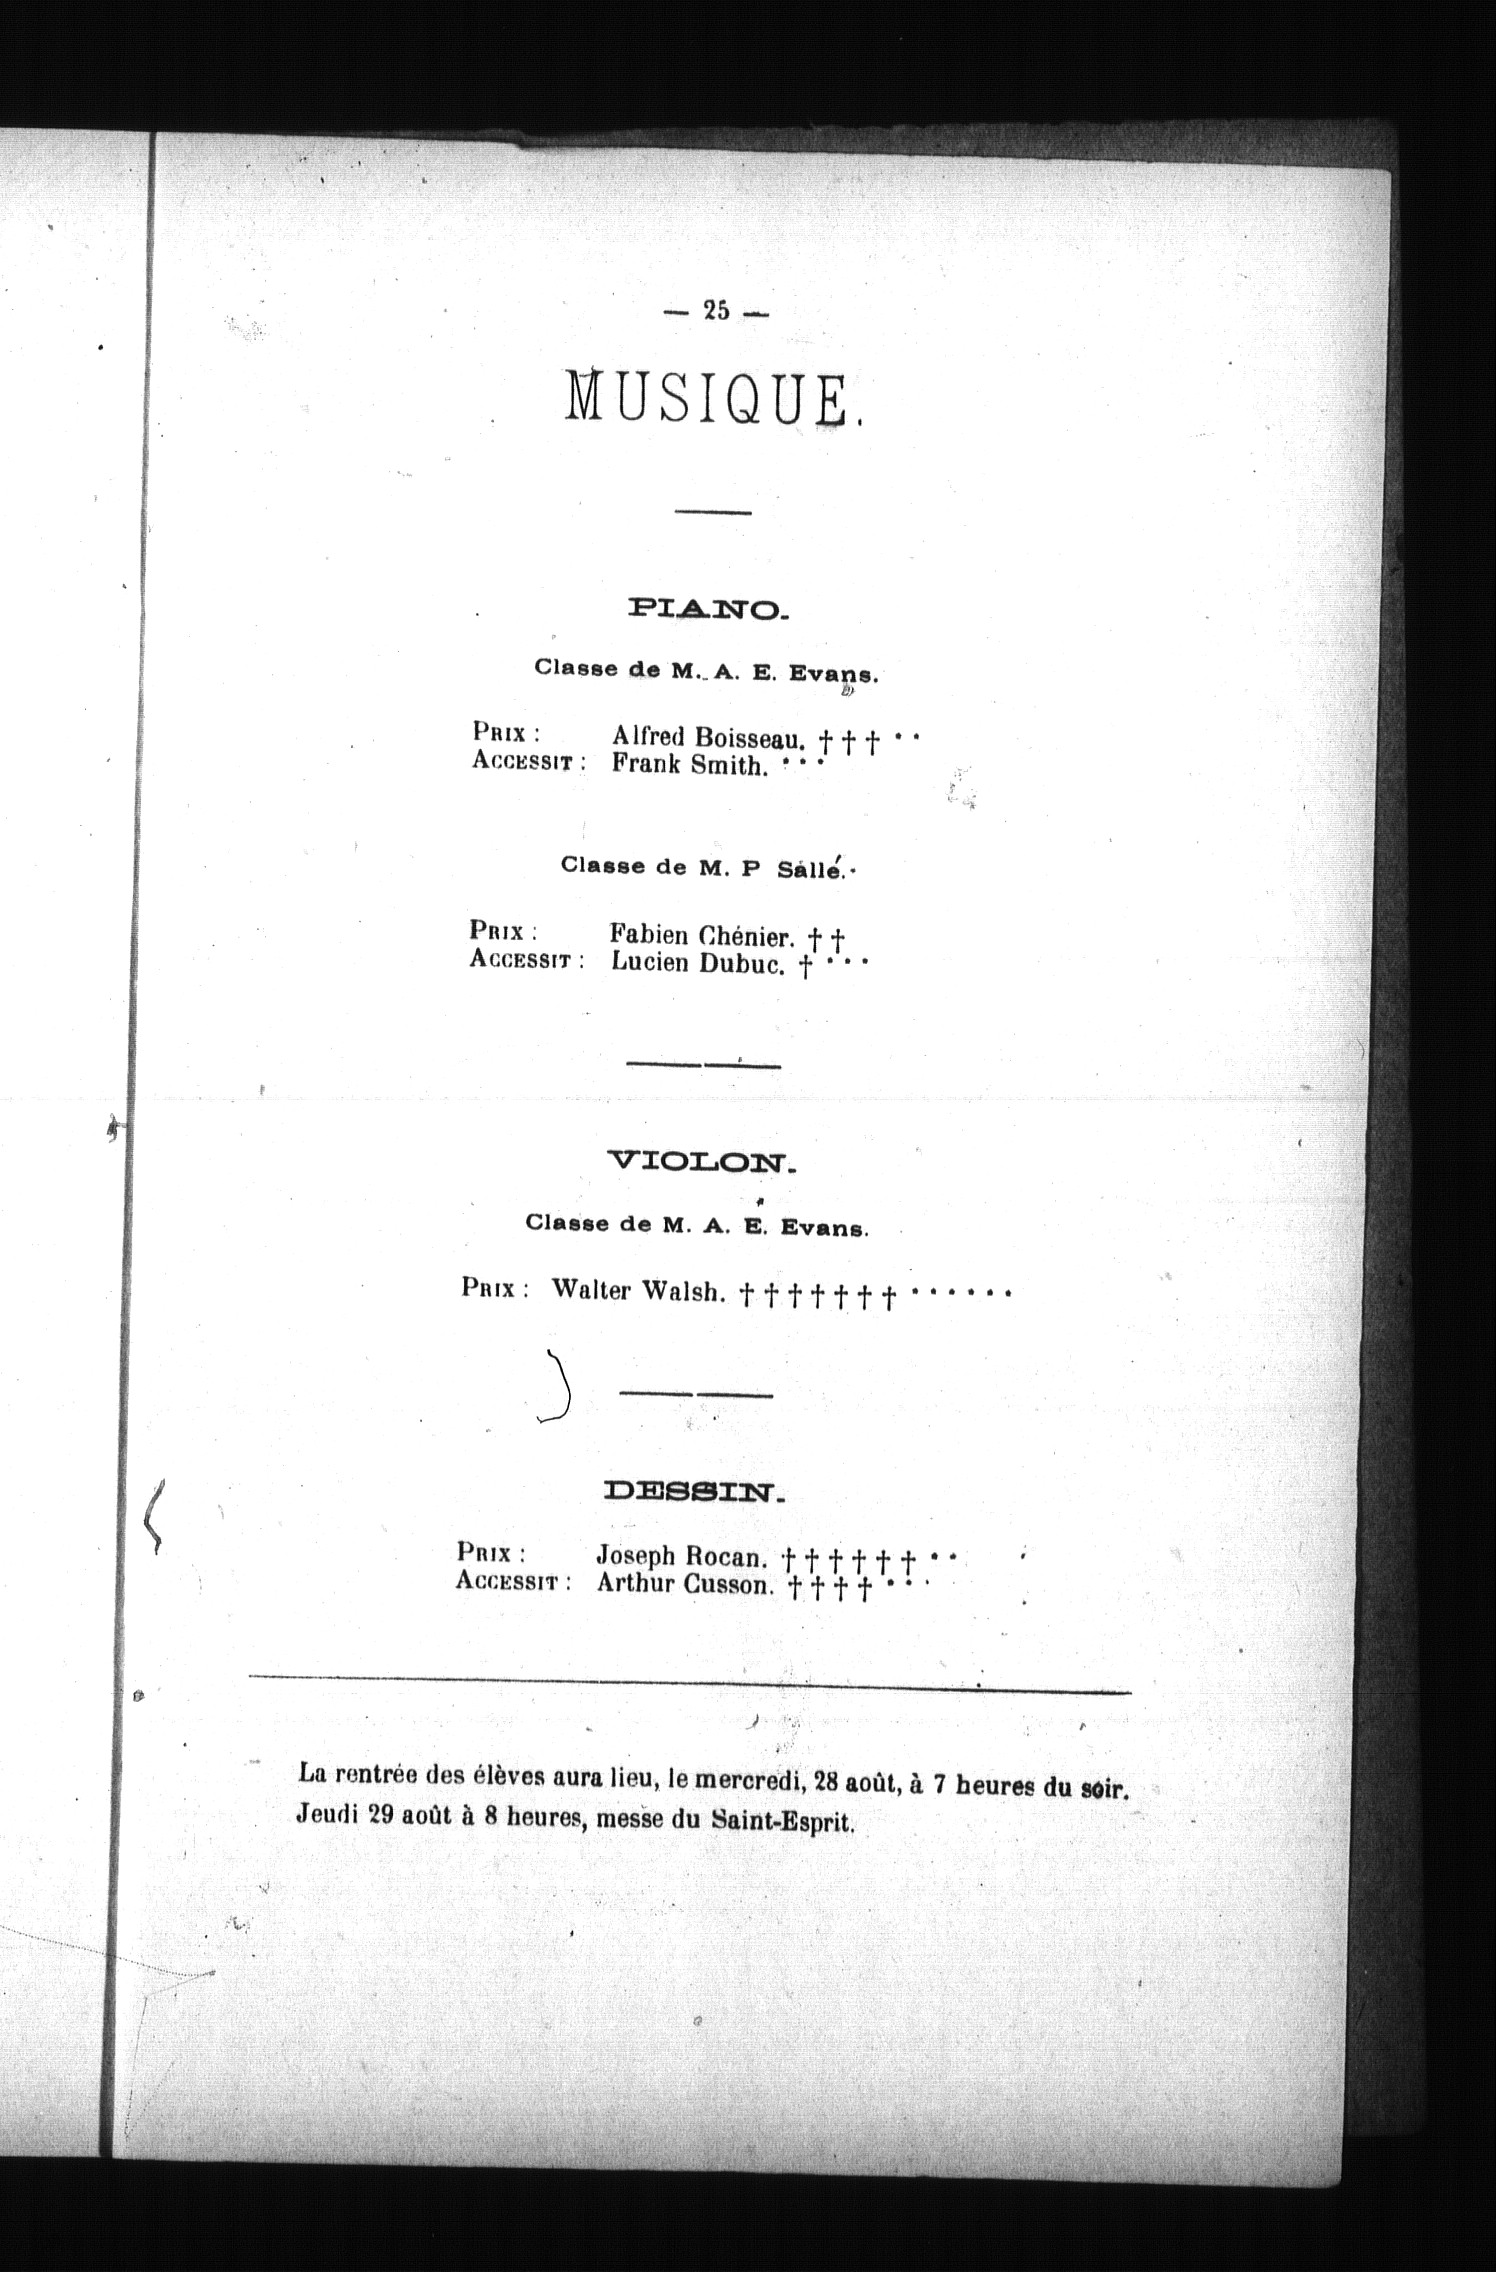 — 25 —
MUSIQUE.
PIANO.
Classe de M. A. E. Evans.
PRIX : Alfred Boisseau. † † † • •
ACCESSIT : Frank Smith. • • •
Classe de M. P Sallé.
PRIX : Fabien Chénier. † †
ACCESSIT : Lucien Dubuc. † • • •
VIOLON.
Classe de M. A. E. Evans.
PRIX : Walter Walsh. † † † † † † † • • • • • •
DESSIN.
PRIX : Joseph Rocan. † † † † † † • •
ACCESSIT : Arthur Cusson. † † † † • • •
La rentrée des élèves aura lieu, le mercredi, 28 août, à 7 heures du soir.
Jeudi 29 août à 8 heures, messe du Saint-Esprit.